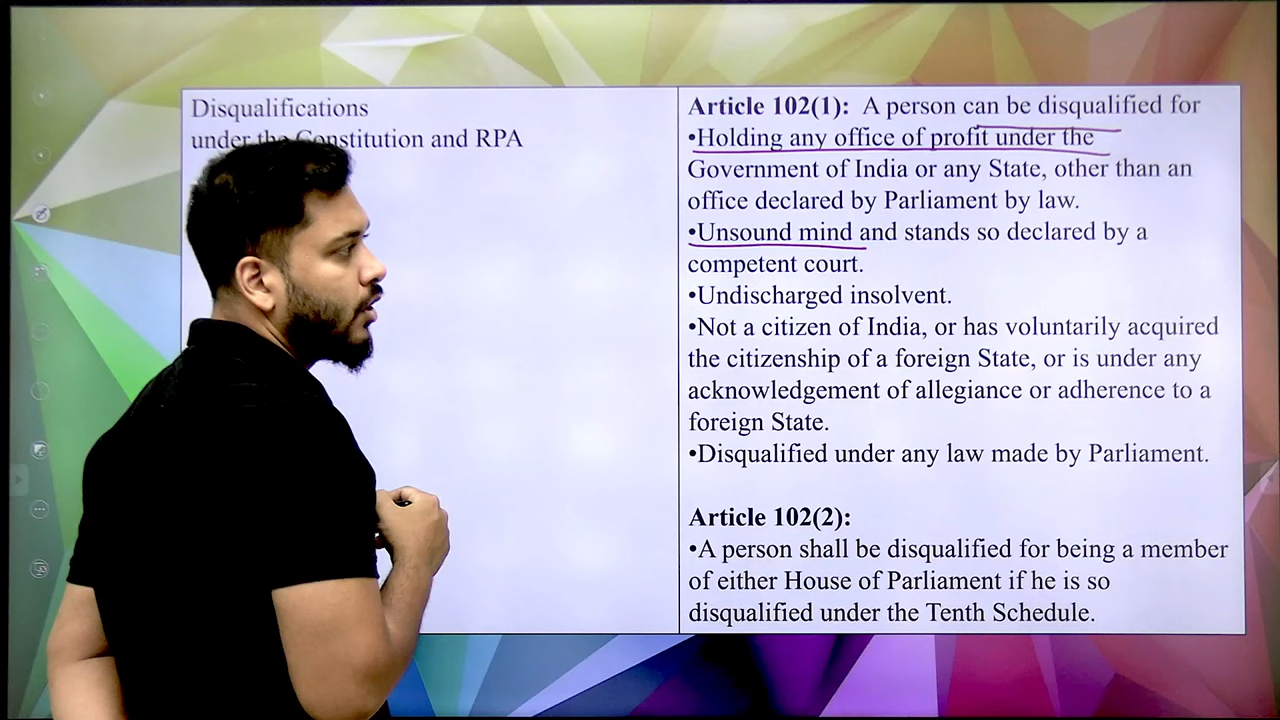 Disqualifications
under the Constitution and RPA
Article 102(1): A person can be disqualified for
•Holding any office of profit under the
Government of India or any State, other than an
office declared by Parliament by law.
•Unsound mind and stands so declared by a
competent court.
•Undischarged insolvent.
•Not a citizen of India, or has voluntarily acquired
the citizenship of a foreign State, or is under any
acknowledgement of allegiance or adherence to a
foreign State.
•Disqualified under any law made by Parliament.
Article 102(2):
•A person shall be disqualified for being a member
of either House of Parliament if he is so
disqualified under the Tenth Schedule.